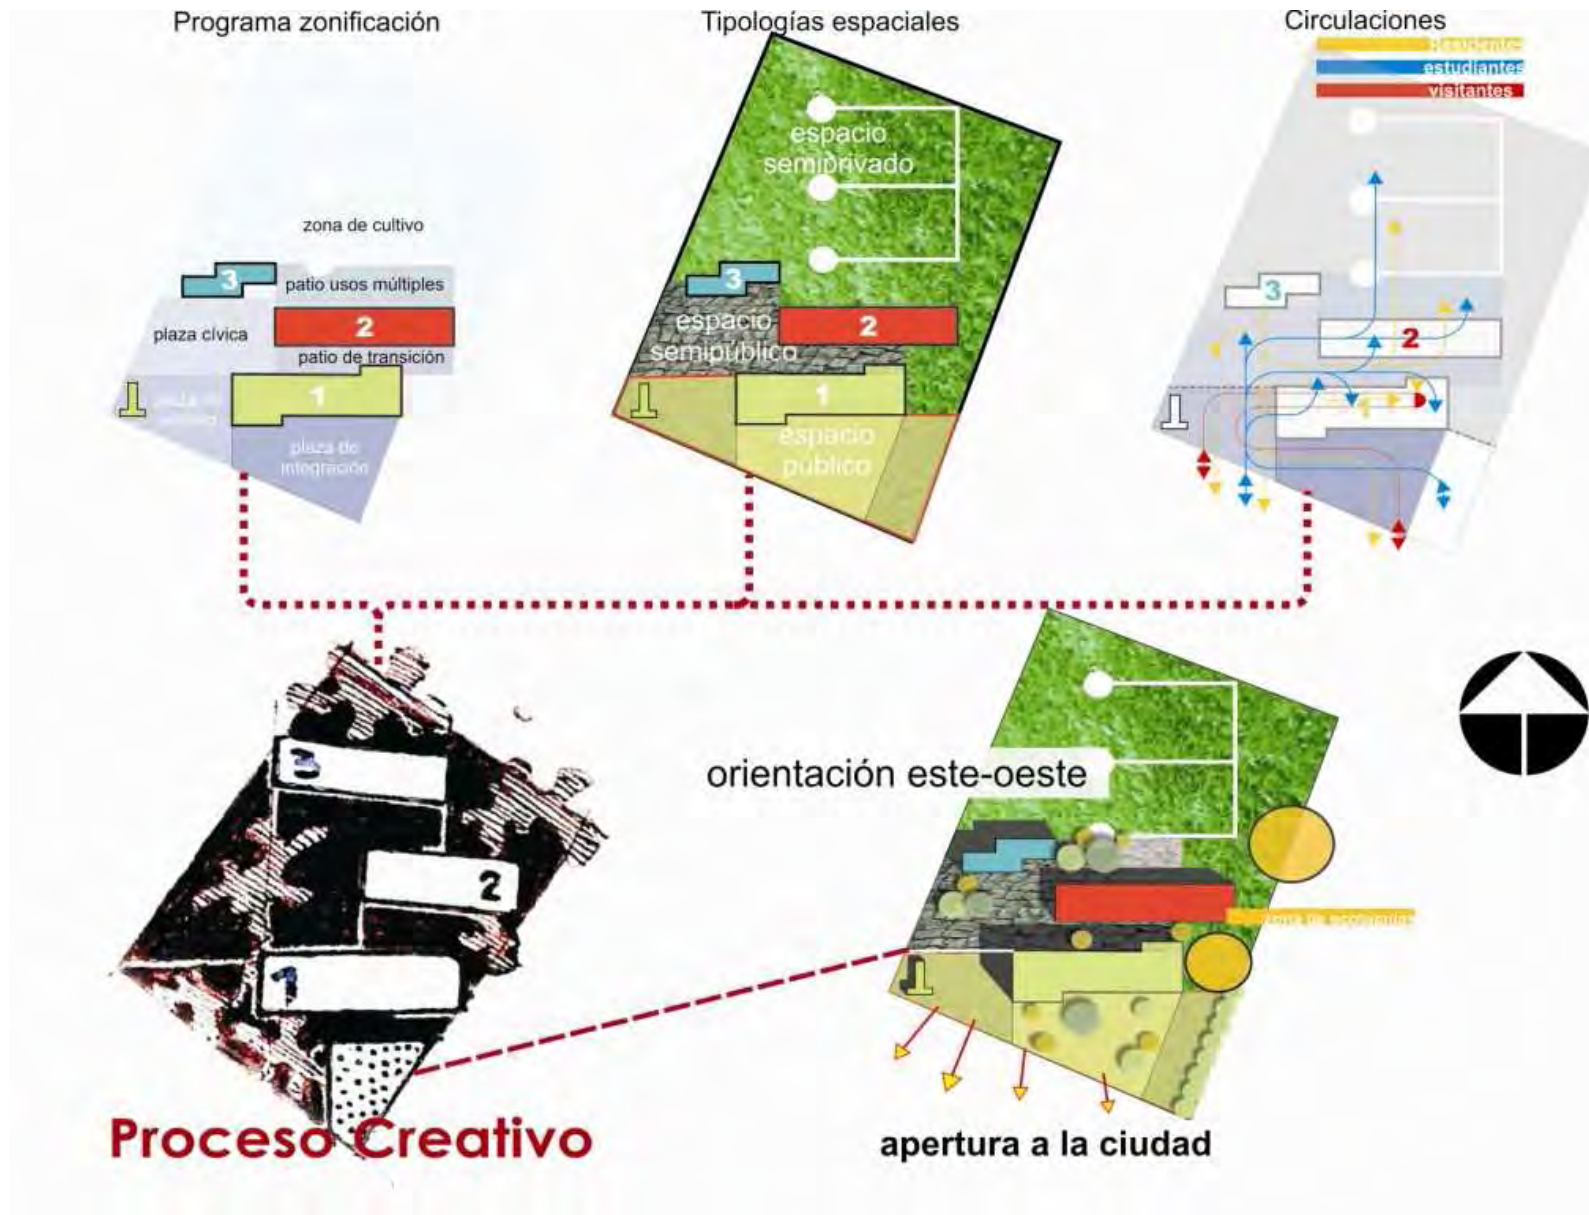 Programa zonificación
Tipologías espaciales
Circulaciones
Residentes
estudiantes
visitantes
zona de cultivo
3
patio usos múltiples
plaza cívica
2
patio de transición
1
plaza de
integración
espacio
semiprivado
3
espacio
semipúblico
2
1
espacio
público
3
2
1
3
2
1
orientación este-oeste
Proceso Creativo
apertura a la ciudad